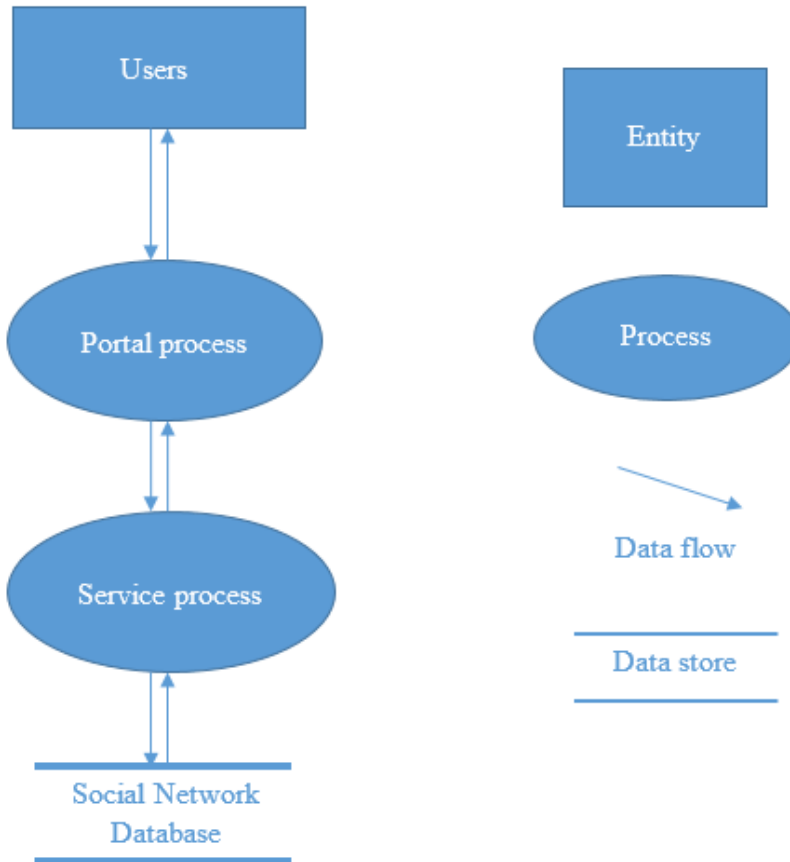 Users
Portal process
Service process
Social Network
Database
Entity
Process
Data flow
Data store